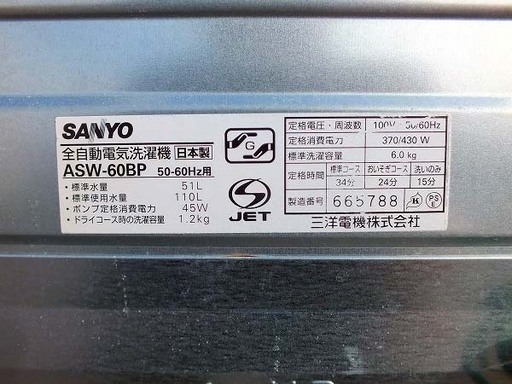 SANYO
全自動電気洗濯機 日本製
ASW-60BP 50-60Hz用
・標準水量 51L
・標準使用水量 110L
・ポンプ定格消費電力 45W
・ドライコース時の洗濯容量 1.2kg
G
JET
定格電圧・周波数 100V 50/60Hz
定格消費電力 370/430 W
標準洗濯容量 6.0kg
定格時間 標準コース おいそぎコース 洗いのみ
34分 24分 15分
製造番号 665788
三洋電機株式会社